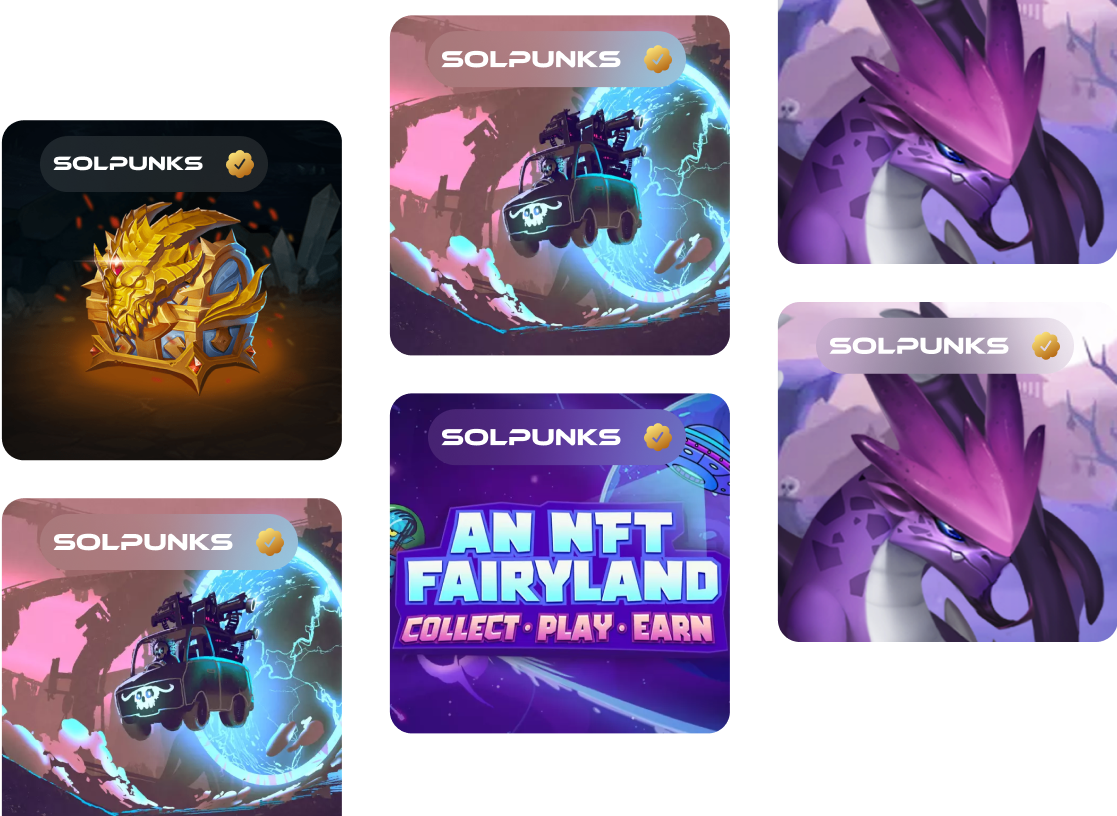 SOLPUNKS
SOLPUNKS
SOLPUNKS
SOLPUNKS
AN NFT
FAIRYLAND
COLLECT · PLAY · EARN
SOLPUNKS